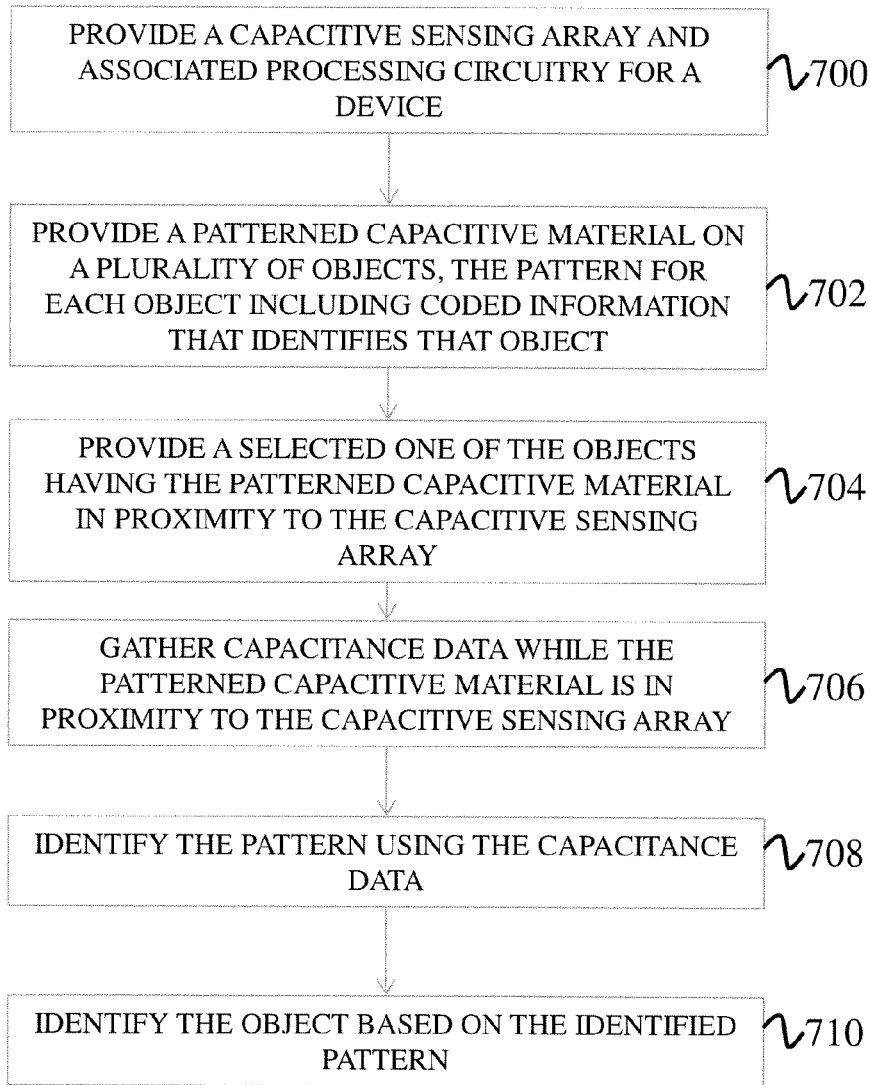 PROVIDE A CAPACITIVE SENSING ARRAY AND
ASSOCIATED PROCESSING CIRCUITRY FOR A
DEVICE
700
PROVIDE A PATTERNED CAPACITIVE MATERIAL ON
A PLURALITY OF OBJECTS, THE PATTERN FOR
EACH OBJECT INCLUDING CODED INFORMATION
THAT IDENTIFIES THAT OBJECT
702
PROVIDE A SELECTED ONE OF THE OBJECTS
HAVING THE PATTERNED CAPACITIVE MATERIAL
IN PROXIMITY TO THE CAPACITIVE SENSING
ARRAY
704
GATHER CAPACITANCE DATA WHILE THE
PATTERNED CAPACITIVE MATERIAL IS IN
PROXIMITY TO THE CAPACITIVE SENSING ARRAY
706
IDENTIFY THE PATTERN USING THE CAPACITANCE
DATA
708
IDENTIFY THE OBJECT BASED ON THE IDENTIFIED
PATTERN
710